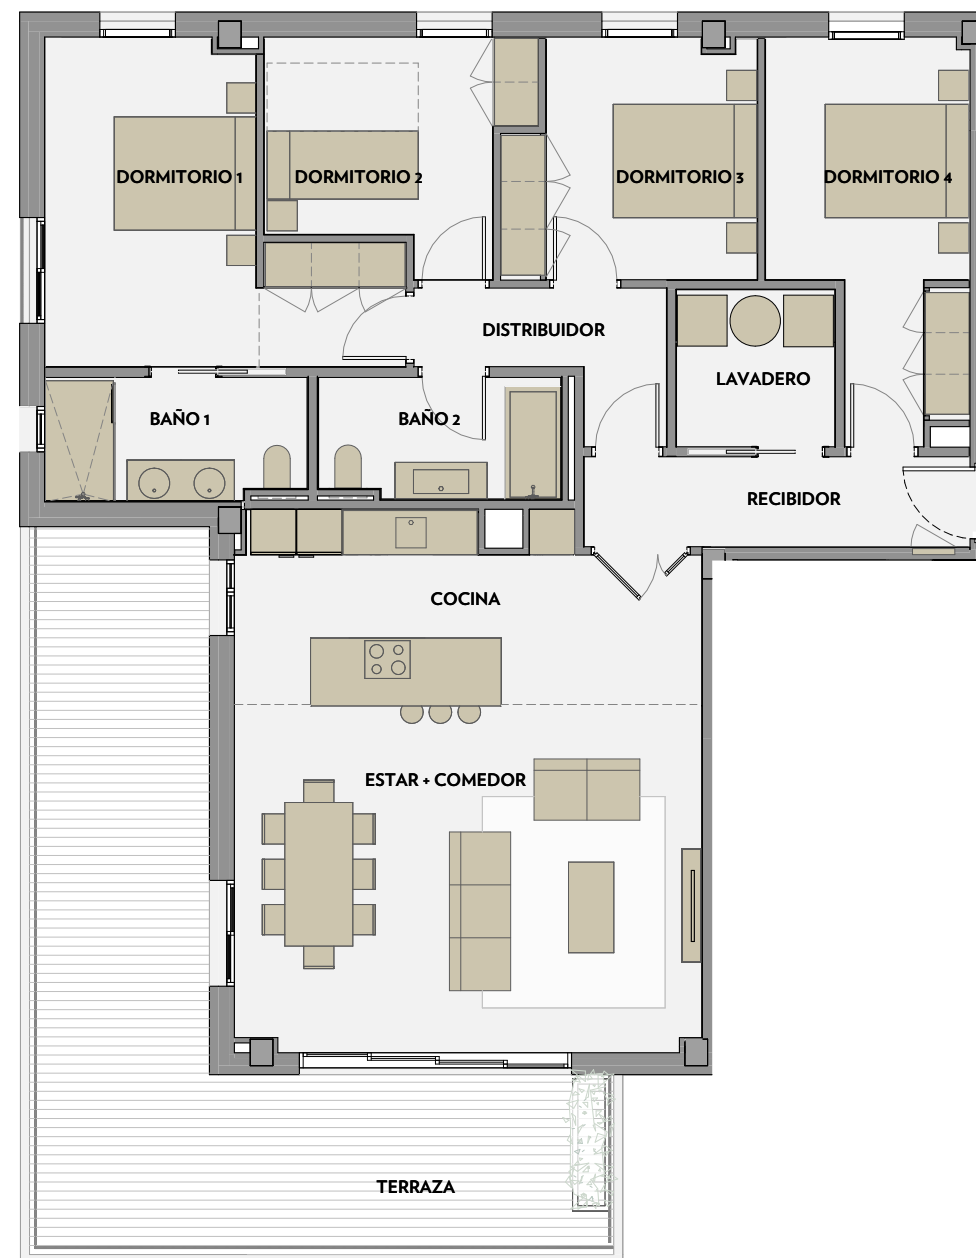 DORMITORIO 1
DORMITORIO 2
DORMITORIO 3
DORMITORIO 4
DISTRIBUIDOR
LAVADERO
BAÑO 1
BAÑO 2
RECIBIDOR
COCINA
ESTAR + COMEDOR
TERRAZA